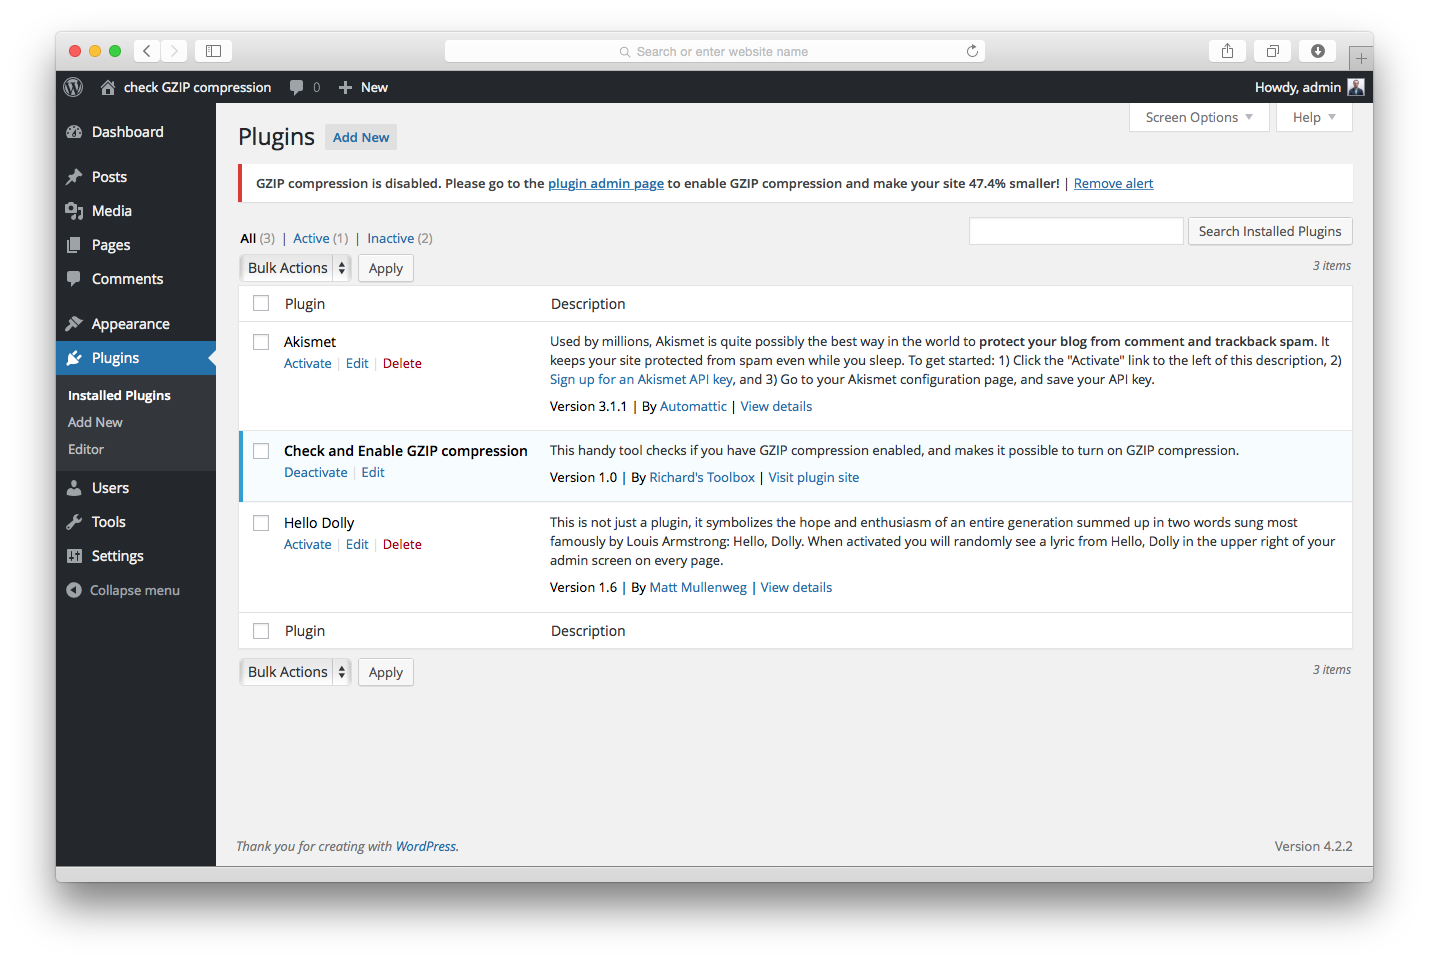 Search or enter website name
check GZIP compression 0 New Howdy, admin
Dashboard
Posts
Media
Pages
Comments
Appearance
Plugins
Installed Plugins
Add New
Editor
Users
Tools
Settings
Collapse menu
Screen Options Help
Plugins Add New
GZIP compression is disabled. Please go to the plugin admin page to enable GZIP compression and make your site 47.4% smaller! | Remove alert
All (3) | Active (1) | Inactive (2)
Search Installed Plugins
Bulk Actions Apply
3 items
Plugin Description
Akismet
Activate | Edit | Delete
Used by millions, Akismet is quite possibly the best way in the world to protect your blog from comment and trackback spam. It
keeps your site protected from spam even while you sleep. To get started: 1) Click the "Activate" link to the left of this description, 2)
Sign up for an Akismet API key, and 3) Go to your Akismet configuration page, and save your API key.
Version 3.1.1 | By Automattic | View details
Check and Enable GZIP compression
Deactivate | Edit
This handy tool checks if you have GZIP compression enabled, and makes it possible to turn on GZIP compression.
Version 1.0 | By Richard's Toolbox | Visit plugin site
Hello Dolly
Activate | Edit | Delete
This is not just a plugin, it symbolizes the hope and enthusiasm of an entire generation summed up in two words sung most
famously by Louis Armstrong: Hello, Dolly. When activated you will randomly see a lyric from Hello, Dolly in the upper right of your
admin screen on every page.
Version 1.6 | By Matt Mullenweg | View details
Plugin Description
Bulk Actions Apply
3 items
Thank you for creating with WordPress.
Version 4.2.2